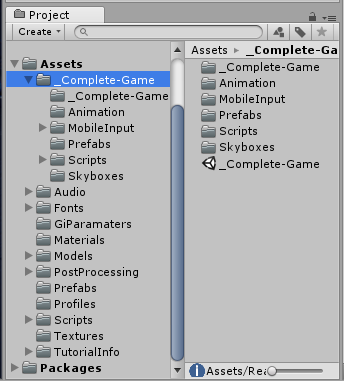 Project
Create
Assets
_Complete-Game
_Complete-Game
Animation
MobileInput
Prefabs
Scripts
Skyboxes
Audio
Fonts
GiParamaters
Materials
Models
PostProcessing
Prefabs
Profiles
Scripts
Textures
TutorialInfo
Packages
Assets _Complete-Ga
_Complete-Game
Animation
MobileInput
Prefabs
Scripts
Skyboxes
_Complete-Game
Assets/Rea